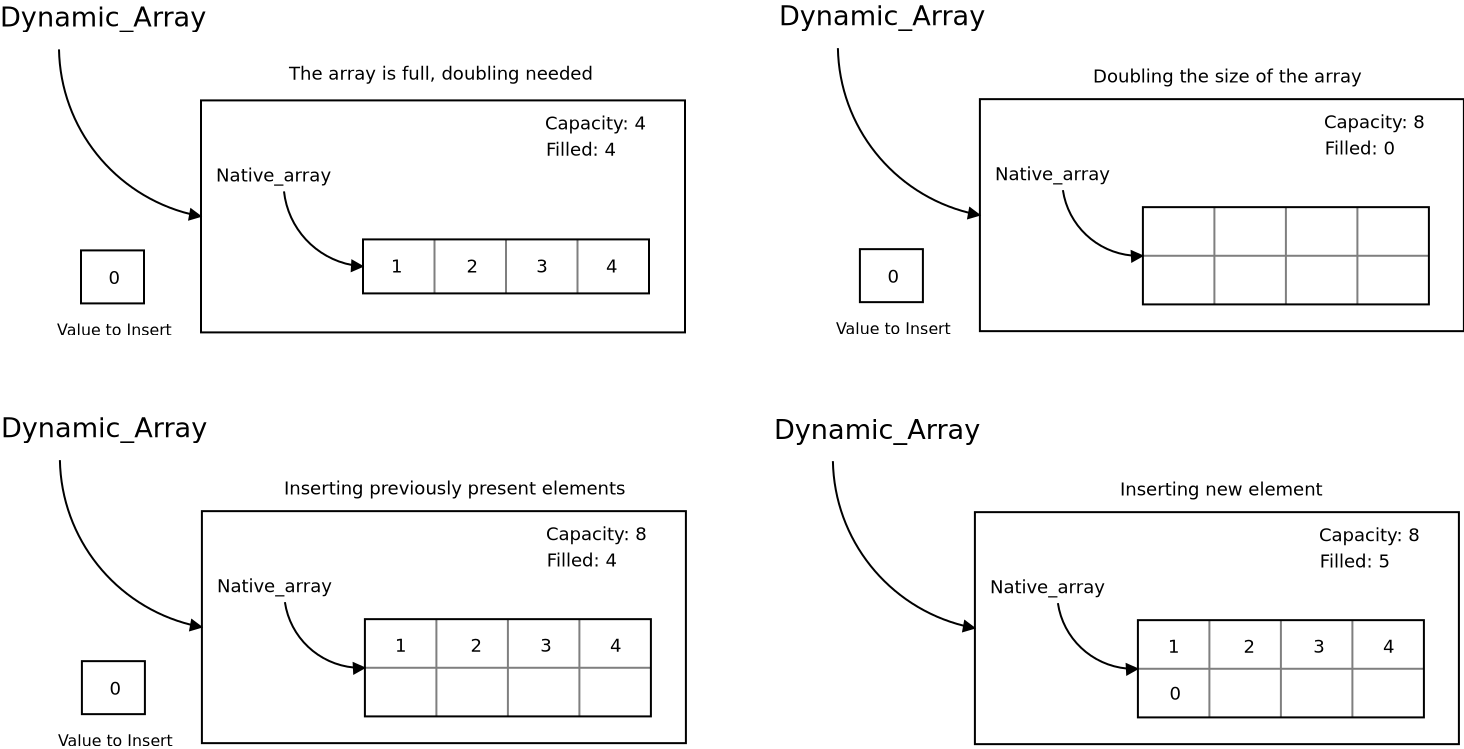 Dynamic_Array
The array is full, doubling needed
Capacity: 4
Filled: 4
Native_array
1 2 3 4
0
Value to Insert
Dynamic_Array
Doubling the size of the array
Capacity: 8
Filled: 0
Native_array
0
Value to Insert
Dynamic_Array
Inserting previously present elements
Capacity: 8
Filled: 4
Native_array
1 2 3 4
0
Value to Insert
Dynamic_Array
Inserting new element
Capacity: 8
Filled: 5
Native_array
1 2 3 4
0